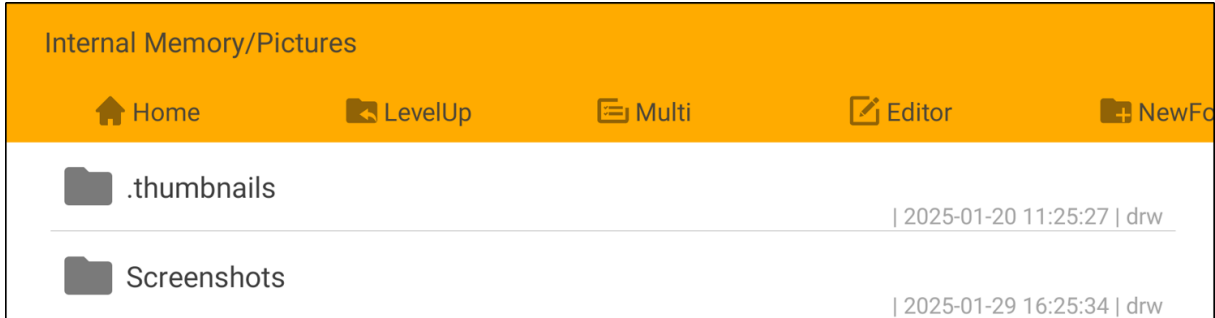 Internal Memory/Pictures
Home LevelUp Multi Editor NewFo
.thumbnails
| 2025-01-20 11:25:27 | drw
Screenshots
| 2025-01-29 16:25:34 | drw